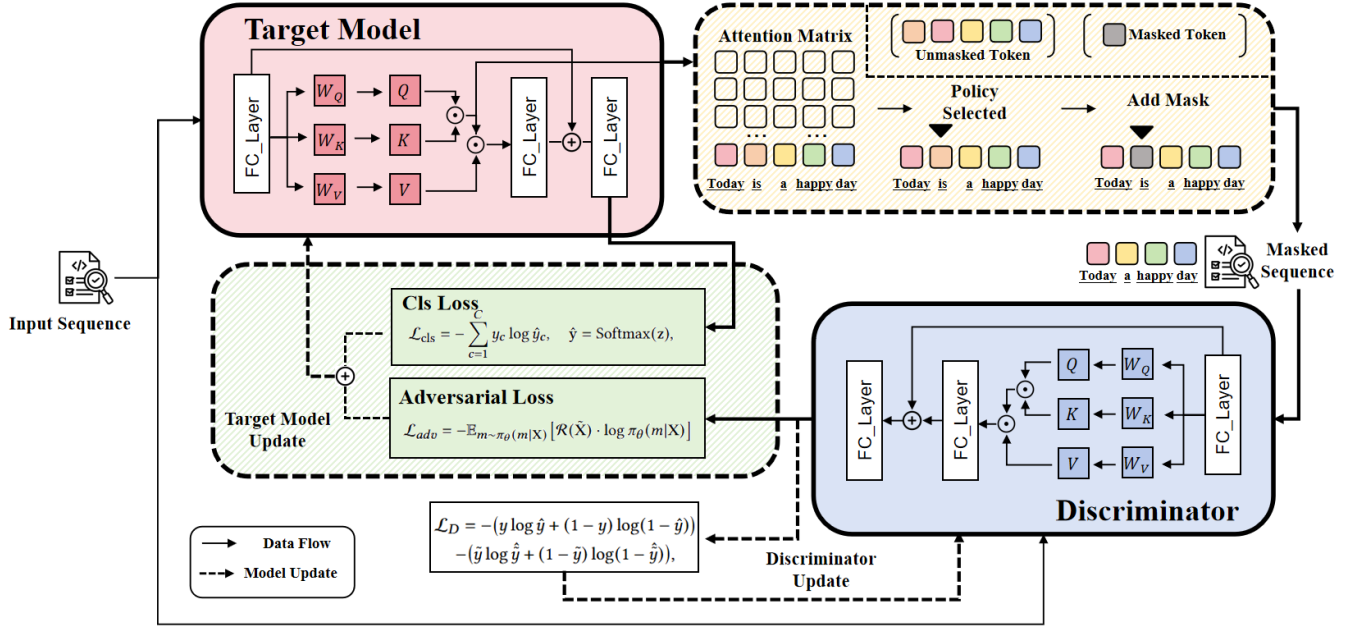 Target Model
FC_Layer
W_Q
Q
W_K
K
W_V
V
FC_Layer
FC_Layer
Attention Matrix
... ...
Today is a happy day
Unmasked Token
Masked Token
Policy
Selected
Today is a happy day
Add Mask
Today is a happy day
Input Sequence
Today a happy day
Masked
Sequence
Cls Loss
ℒ_cls = − ∑_{c=1}^{C} y_c log ŷ_c, ŷ = Softmax(z),
Adversarial Loss
ℒ_adv = −𝔼_{m∼π_θ(m|X)} [ℛ(X̃) · log π_θ(m|X)]
Target Model
Update
FC_Layer
FC_Layer
Q
W_Q
K
W_K
V
W_V
FC_Layer
Discriminator
ℒ_D = −(y log ŷ + (1 − y) log(1 − ŷ))
−(ỹ log ŷ̃ + (1 − ỹ) log(1 − ŷ̃)),
Discriminator
Update
Data Flow
Model Update